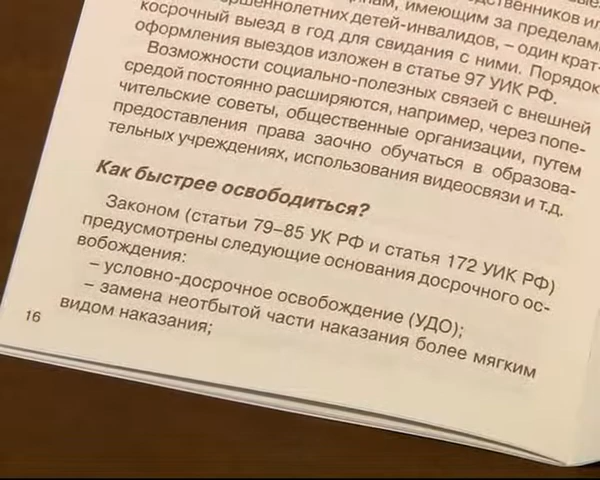 имеющим за пределами
детей-инвалидов, – один крат-
косрочный выезд в год для свидания с ними. Порядок
оформления выездов изложен в статье 97 УИК РФ.
Возможности социально-полезных связей с внешней
средой постоянно расширяются, например, через попе-
чительские советы, общественные организации, путем
предоставления права заочно обучаться в образова-
тельных учреждениях, использования видеосвязи и т.д.
Как быстрее освободиться?
Законом (статьи 79–85 УК РФ и статья 172 УИК РФ)
предусмотрены следующие основания досрочного ос-
вобождения:
– условно-досрочное освобождение (УДО);
– замена неотбытой части наказания более мягким
видом наказания;
16